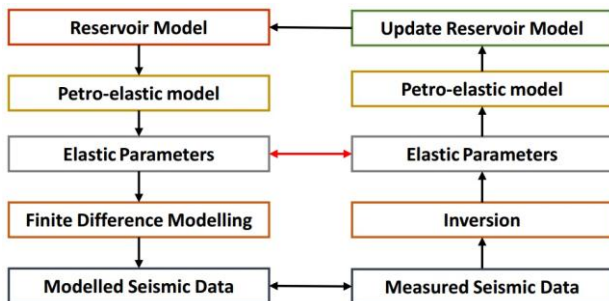 Reservoir Model
Update Reservoir Model
Petro-elastic model
Petro-elastic model
Elastic Parameters
Elastic Parameters
Finite Difference Modelling
Inversion
Modelled Seismic Data
Measured Seismic Data